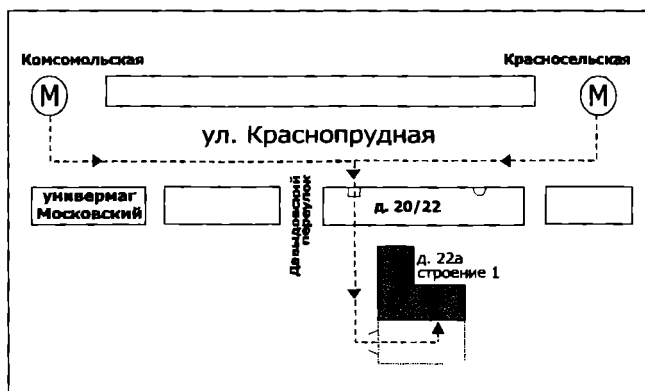 Комсомольская
Красносельская
М
М
ул. Краснопрудная
универмаг
Московский
Давыдовский
переулок
д. 20/22
д. 22а
строение 1